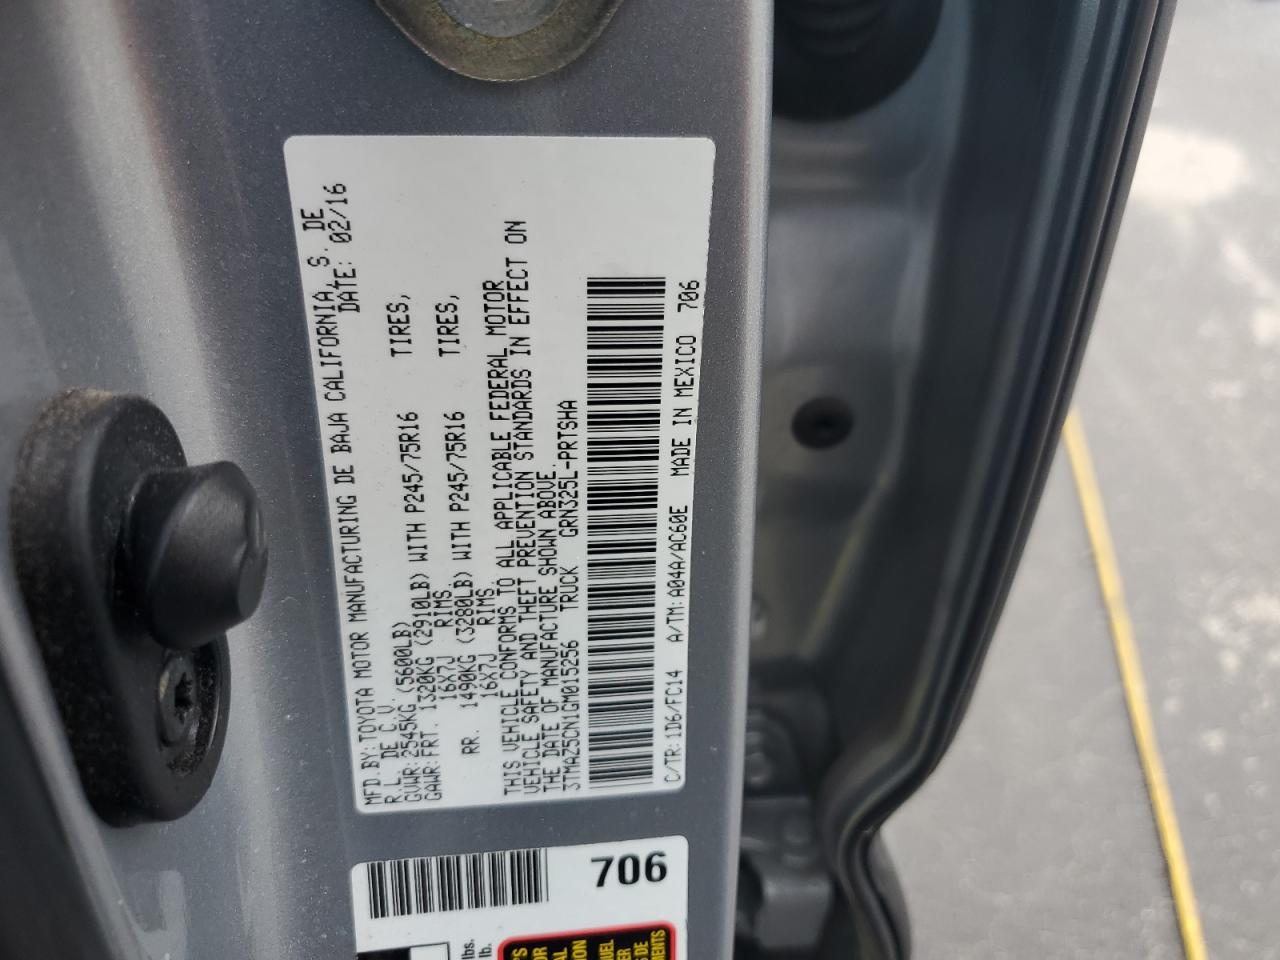 MFD.BY:TOYOTA MOTOR MANUFACTURING DE BAJA CALIFORNIA, S. DE
R.L. DE C.V. DATE: 02/16
GVWR:2545KG (5600LB)
GAWR:FRT. 1320KG (2910LB) WITH P245/75R16 TIRES,
16X7J RIMS.
RR. 1490KG (3280LB) WITH P245/75R16 TIRES,
16X7J RIMS.
THIS VEHICLE CONFORMS TO ALL APPLICABLE FEDERAL MOTOR
VEHICLE SAFETY AND THEFT PREVENTION STANDARDS IN EFFECT ON
THE DATE OF MANUFACTURE SHOWN ABOVE.
3TMAZ5CN1GM015256 TRUCK GRN325L-PRTSHA
C/TR:1D6/FC14 A/TM:A04A/AC60E MADE IN MEXICO 706
706
lbs.
lb.